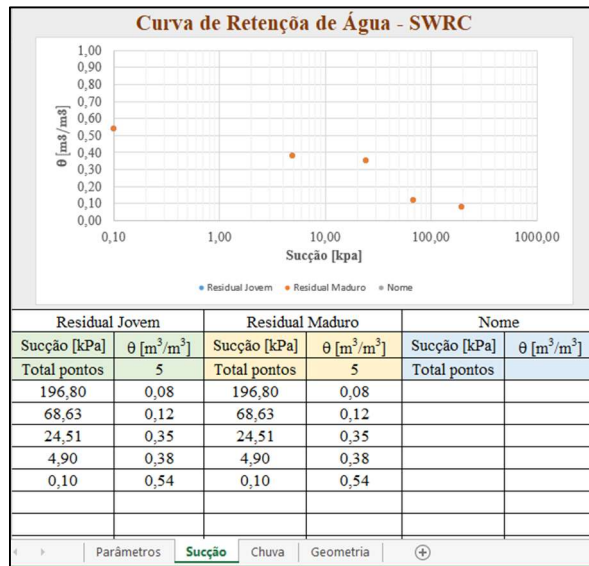 Curva de Retençõa de Água - SWRC
1,00
0,90
0,80
0,70
0,60
0,50
0,40
0,30
0,20
0,10
0,00
θ [m3/m3]
0,10 1,00 10,00 100,00 1000,00
Sucção [kpa]
Residual Jovem Residual Maduro Nome
Residual Jovem Residual Maduro Nome
Sucção [kPa] θ [m³/m³] Sucção [kPa] θ [m³/m³] Sucção [kPa] θ [m³/m³]
Total pontos 5 Total pontos 5 Total pontos
196,80 0,08 196,80 0,08
68,63 0,12 68,63 0,12
24,51 0,35 24,51 0,35
4,90 0,38 4,90 0,38
0,10 0,54 0,10 0,54
Parâmetros Sucção Chuva Geometria